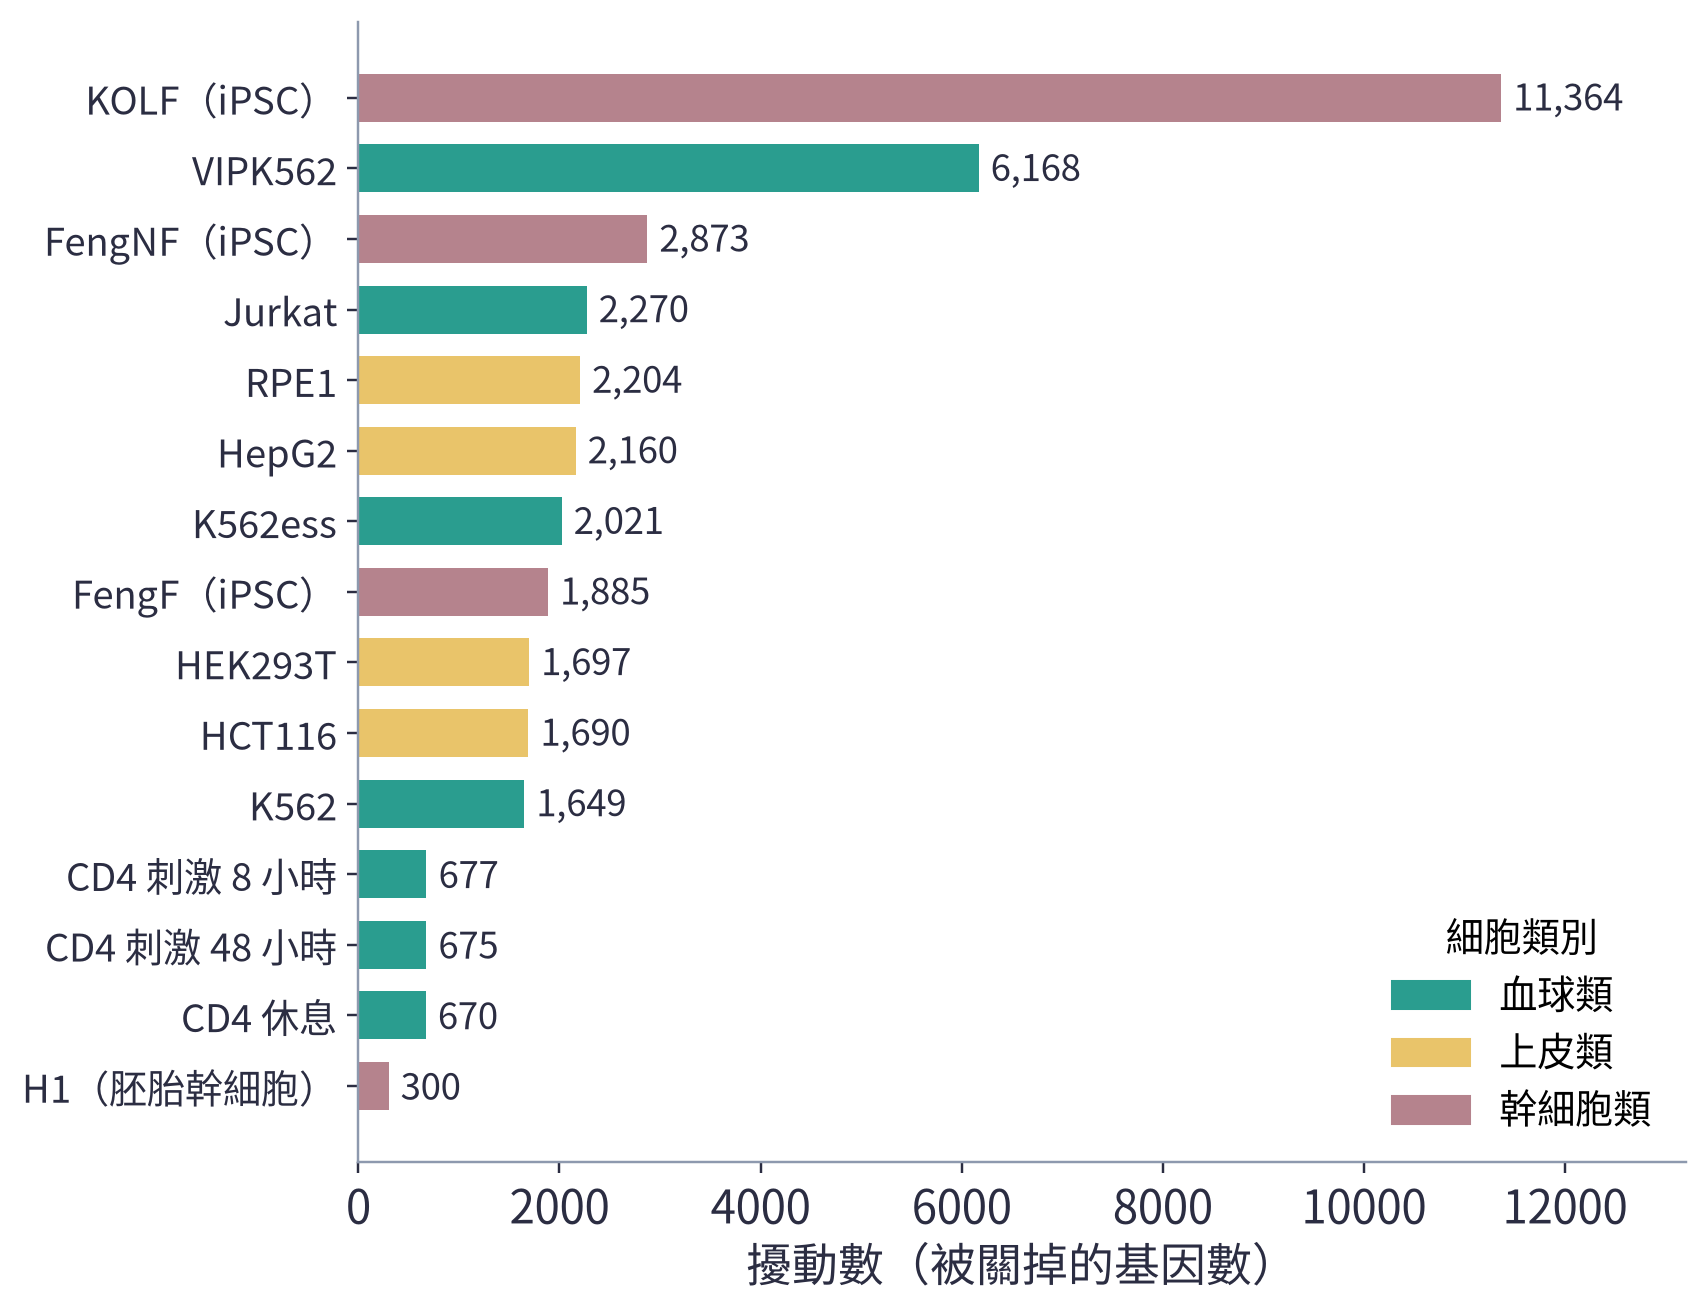 KOLF（iPSC） 11,364
VIPK562 6,168
FengNF（iPSC） 2,873
Jurkat 2,270
RPE1 2,204
HepG2 2,160
K562ess 2,021
FengF（iPSC） 1,885
HEK293T 1,697
HCT116 1,690
K562 1,649
CD4 刺激 8 小時 677
CD4 刺激 48 小時 675
CD4 休息 670
H1（胚胎幹細胞） 300
細胞類別
血球類
上皮類
幹細胞類
0 2000 4000 6000 8000 10000 12000
擾動數（被關掉的基因數）